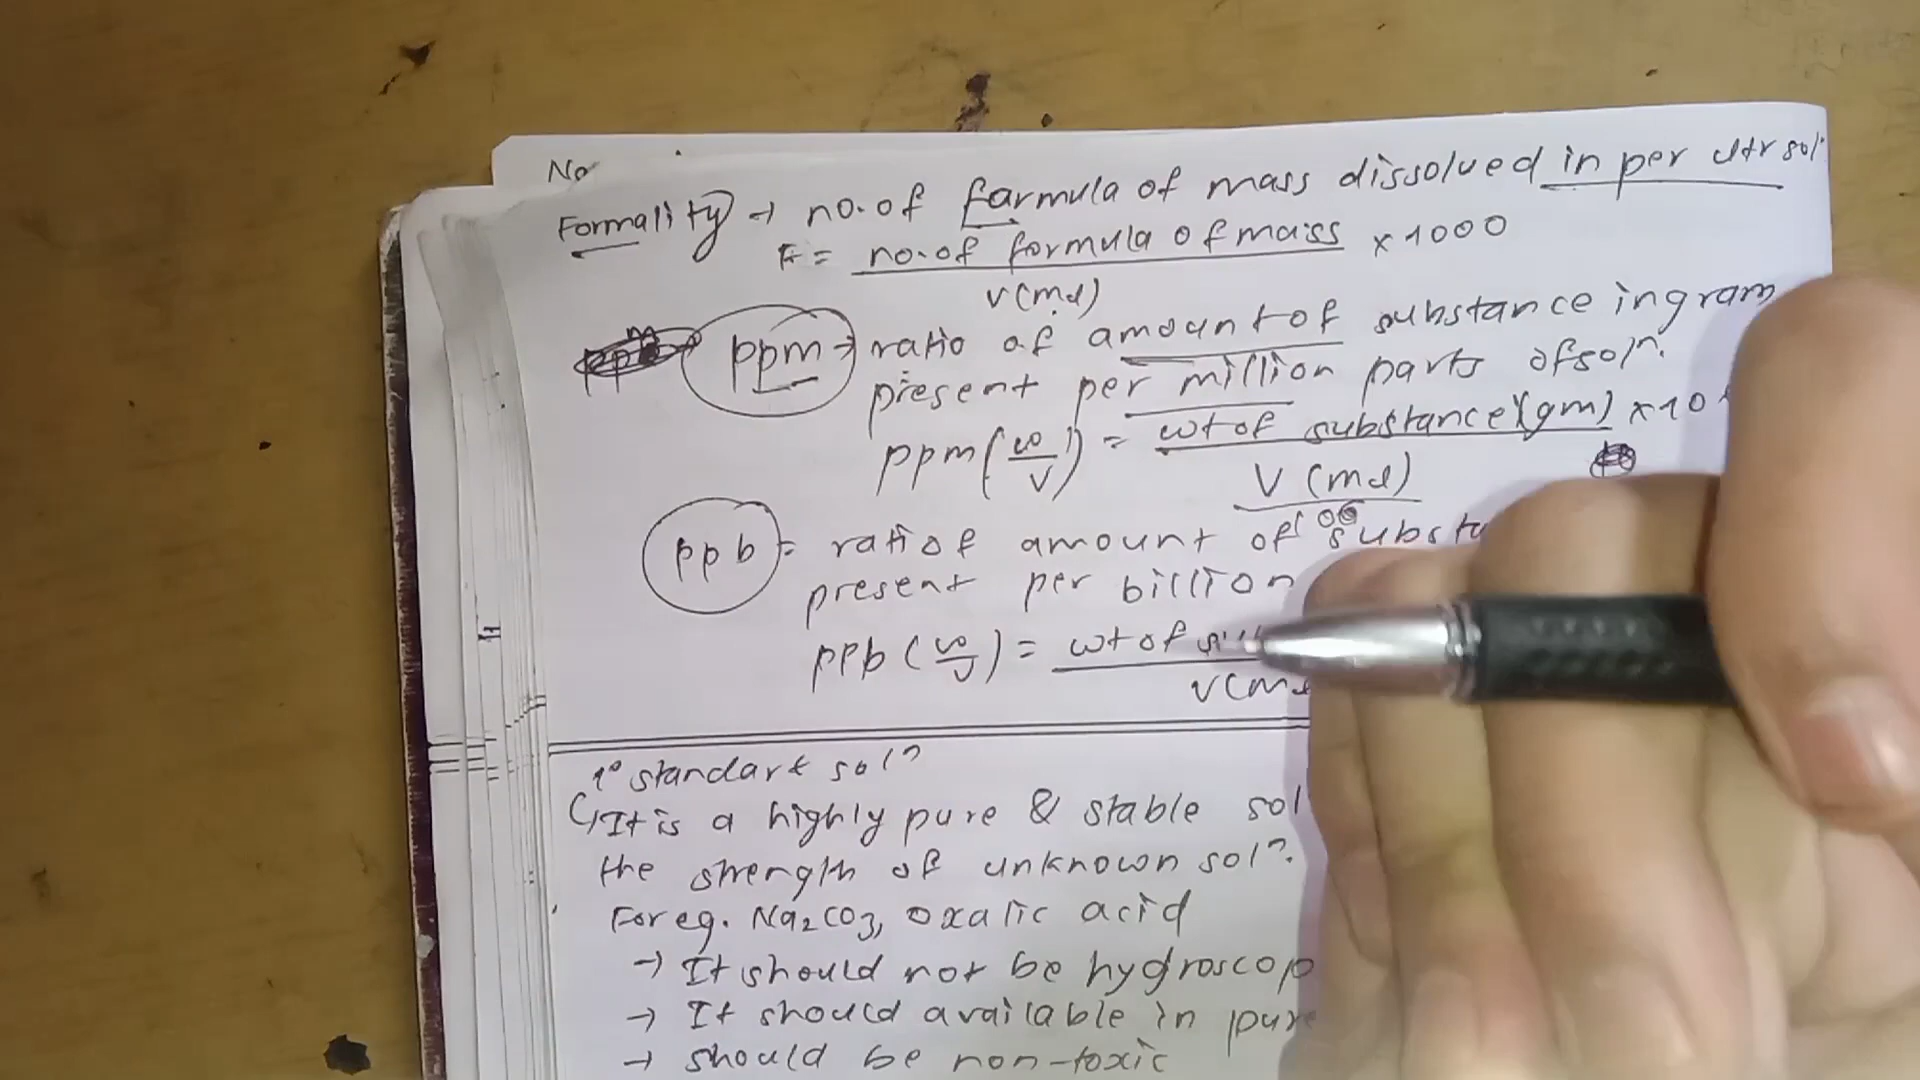 No
Formality → no. of formula of mass dissolved in per ltr sol
F = no. of formula of mass × 1000
V (ml)
ppm → ratio of amount of substance in gram
present per million parts of solⁿ.
ppm (w/v) = wt of substance (gm) × 10
V (ml)
ppb = ratio of amount of
present per billion
ppb (w/v) = wt of
V (ml
1° standart solⁿ
↳ It is a highly pure & stable sol
the strength of unknown solⁿ.
For eg. Na₂CO₃, oxalic acid
→ It should not be hygroscop
→ It should available in pure
→ should be non-toxic